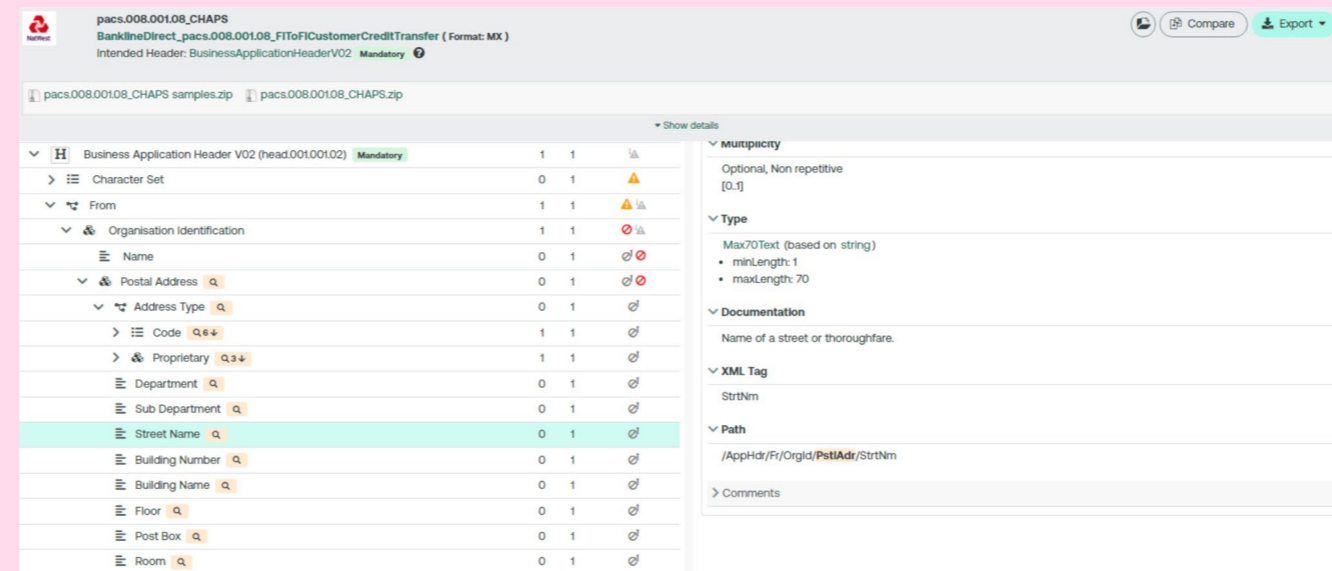 NatWest
pacs.008.001.08_CHAPS
BanklineDirect_pacs.008.001.08_FIToFICustomerCreditTransfer ( Format: MX )
Intended Header: BusinessApplicationHeaderV02 Mandatory ?
Compare
Export
pacs.008.001.08_CHAPS samples.zip pacs.008.001.08_CHAPS.zip
Show details
H Business Application Header V02 (head.001.001.02) Mandatory 1 1
Character Set 0 1
From 1 1
Organisation Identification 1 1
Name 0 1
Postal Address 0 1
Address Type 0 1
Code 6 1 1
Proprietary 3 1 1
Department 0 1
Sub Department 0 1
Street Name 0 1
Building Number 0 1
Building Name 0 1
Floor 0 1
Post Box 0 1
Room 0 1
Multiplicity
Optional, Non repetitive
[0..1]
Type
Max70Text (based on string)
• minLength: 1
• maxLength: 70
Documentation
Name of a street or thoroughfare.
XML Tag
StrtNm
Path
/AppHdr/Fr/OrgId/PstlAdr/StrtNm
Comments